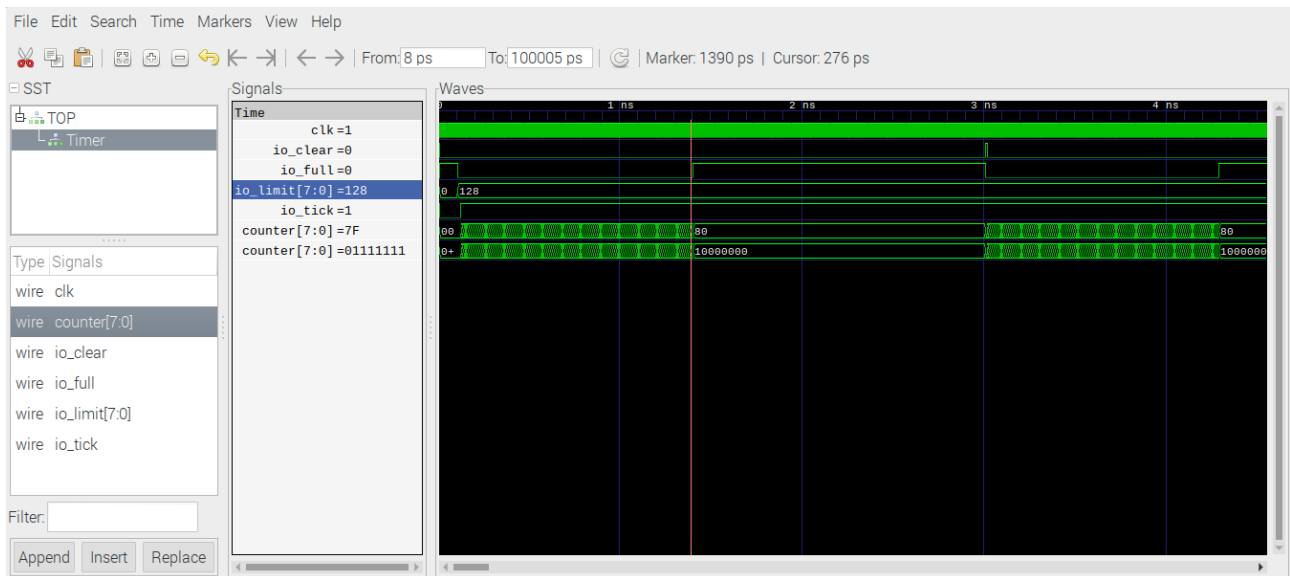 File Edit Search Time Markers View Help
From: 8 ps To: 100005 ps Marker: 1390 ps | Cursor: 276 ps
SST
TOP
Timer
Type Signals
wire clk
wire counter[7:0]
wire io_clear
wire io_full
wire io_limit[7:0]
wire io_tick
Filter:
Append Insert Replace
Signals
Time
clk=1
io_clear=0
io_full=0
io_limit[7:0]=128
io_tick=1
counter[7:0]=7F
counter[7:0]=01111111
Waves
0 1 ns 2 ns 3 ns 4 ns
0 128
00 80 80
0+ 10000000 1000000